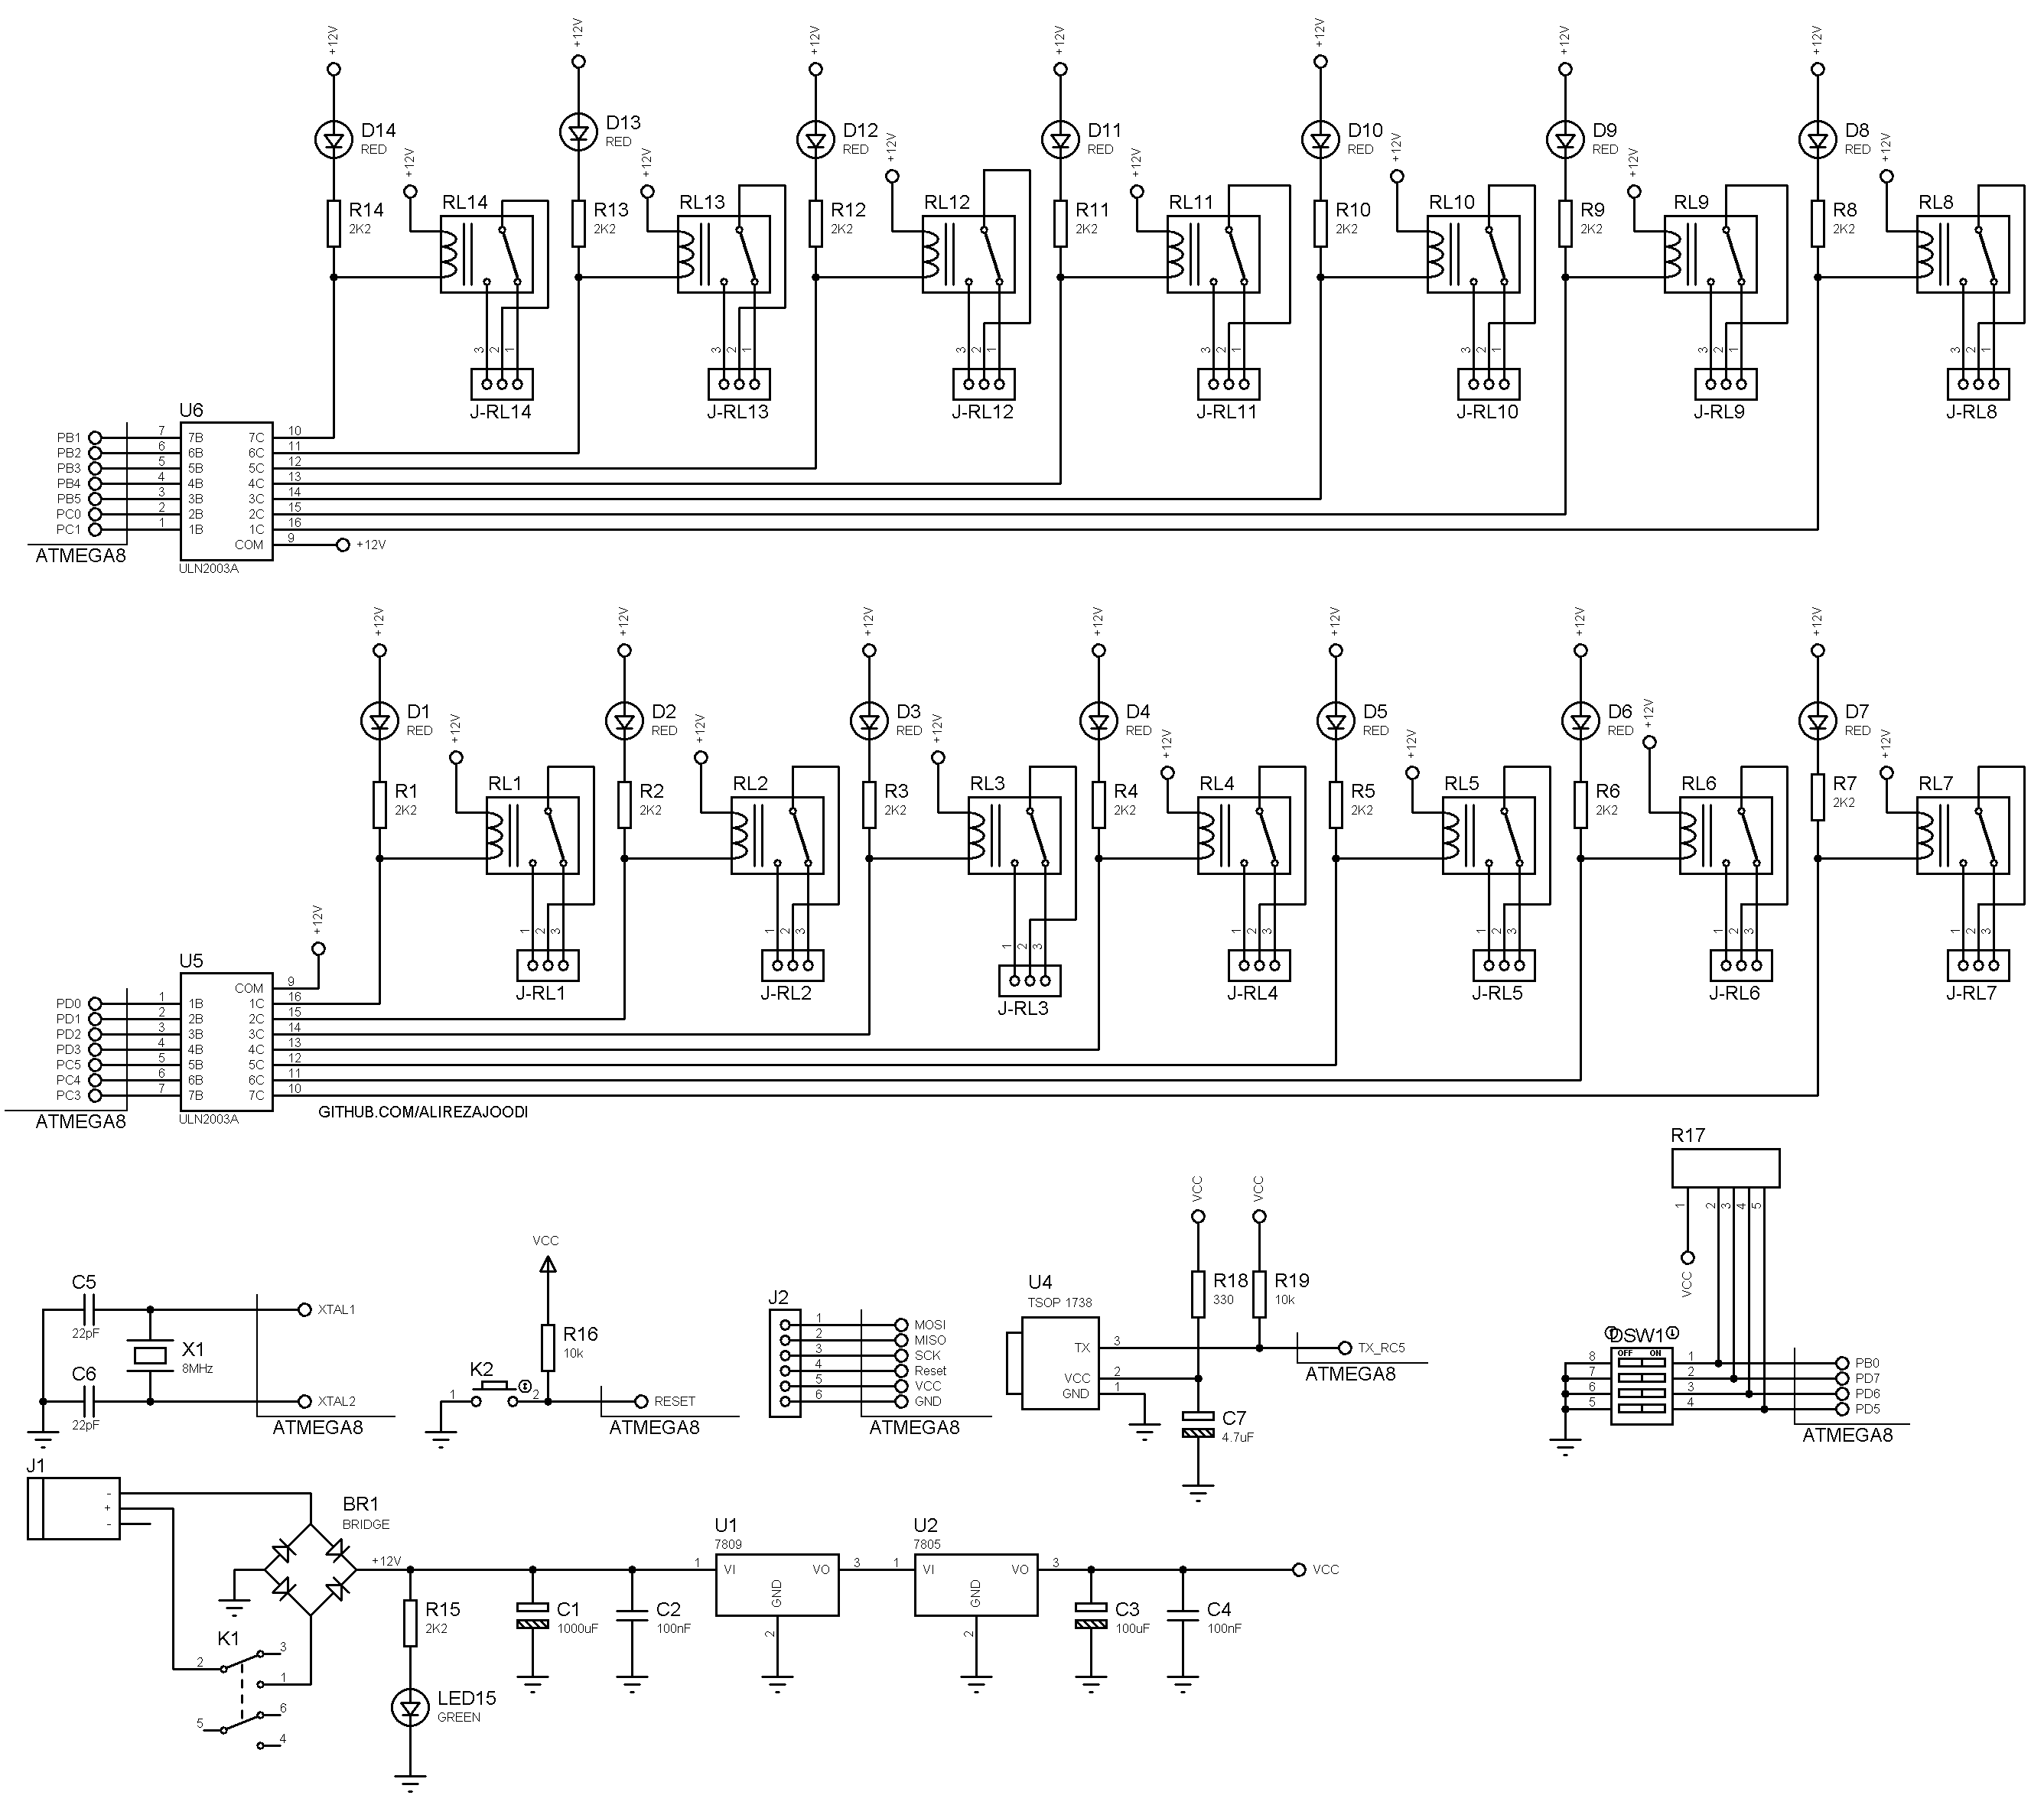 +12V +12V +12V +12V +12V +12V +12V
D14 D13 D12 D11 D10 D9 D8
RED RED RED RED RED RED RED
+12V +12V +12V +12V +12V +12V +12V
R14 RL14 R13 RL13 R12 RL12 R11 RL11 R10 RL10 R9 RL9 R8 RL8
2K2 2K2 2K2 2K2 2K2 2K2 2K2
3 2 1 3 2 1 3 2 1 3 2 1 3 2 1 3 2 1 3 2 1
J-RL14 J-RL13 J-RL12 J-RL11 J-RL10 J-RL9 J-RL8
U6
PB1 7 7B 7C 10
PB2 6 6B 6C 11
PB3 5 5B 5C 12
PB4 4 4B 4C 13
PB5 3 3B 3C 14
PC0 2 2B 2C 15
PC1 1 1B 1C 16
COM 9 +12V
ATMEGA8
ULN2003A
+12V +12V +12V +12V +12V +12V +12V
D1 D2 D3 D4 D5 D6 D7
RED RED RED RED RED RED RED
+12V +12V +12V +12V +12V +12V +12V
R1 RL1 R2 RL2 R3 RL3 R4 RL4 R5 RL5 R6 RL6 R7 RL7
2K2 2K2 2K2 2K2 2K2 2K2 2K2
1 2 3 1 2 3 1 2 3 1 2 3 1 2 3 1 2 3 1 2 3
J-RL1 J-RL2 J-RL3 J-RL4 J-RL5 J-RL6 J-RL7
+12V
U5
COM 9
PD0 1 1B 1C 16
PD1 2 2B 2C 15
PD2 3 3B 3C 14
PD3 4 4B 4C 13
PC5 5 5B 5C 12
PC4 6 6B 6C 11
PC3 7 7B 7C 10
ATMEGA8
ULN2003A
GITHUB.COM/ALIREZAJOODI
C5
22pF
XTAL1
X1
8MHz
C6
22pF
XTAL2
ATMEGA8
VCC
R16
10k
K2
1 2
RESET
ATMEGA8
J2
1 MOSI
2 MISO
3 SCK
4 Reset
5 VCC
6 GND
ATMEGA8
VCC VCC
U4
TSOP 1738
R18
330
R19
10k
TX 3
TX_RC5
ATMEGA8
VCC 2
GND 1
C7
4.7uF
R17
1 2 3 4 5
VCC
DSW1
OFF ON
8 1 PB0
7 2 PD7
6 3 PD6
5 4 PD5
ATMEGA8
J1
-
+
-
BR1
BRIDGE
+12V
K1
2 3
1
5 6
4
R15
2K2
LED15
GREEN
C1
1000uF
C2
100nF
U1
7809
1 VI VO 3
GND
2
U2
7805
1 VI VO 3
GND
2
C3
100uF
C4
100nF
VCC